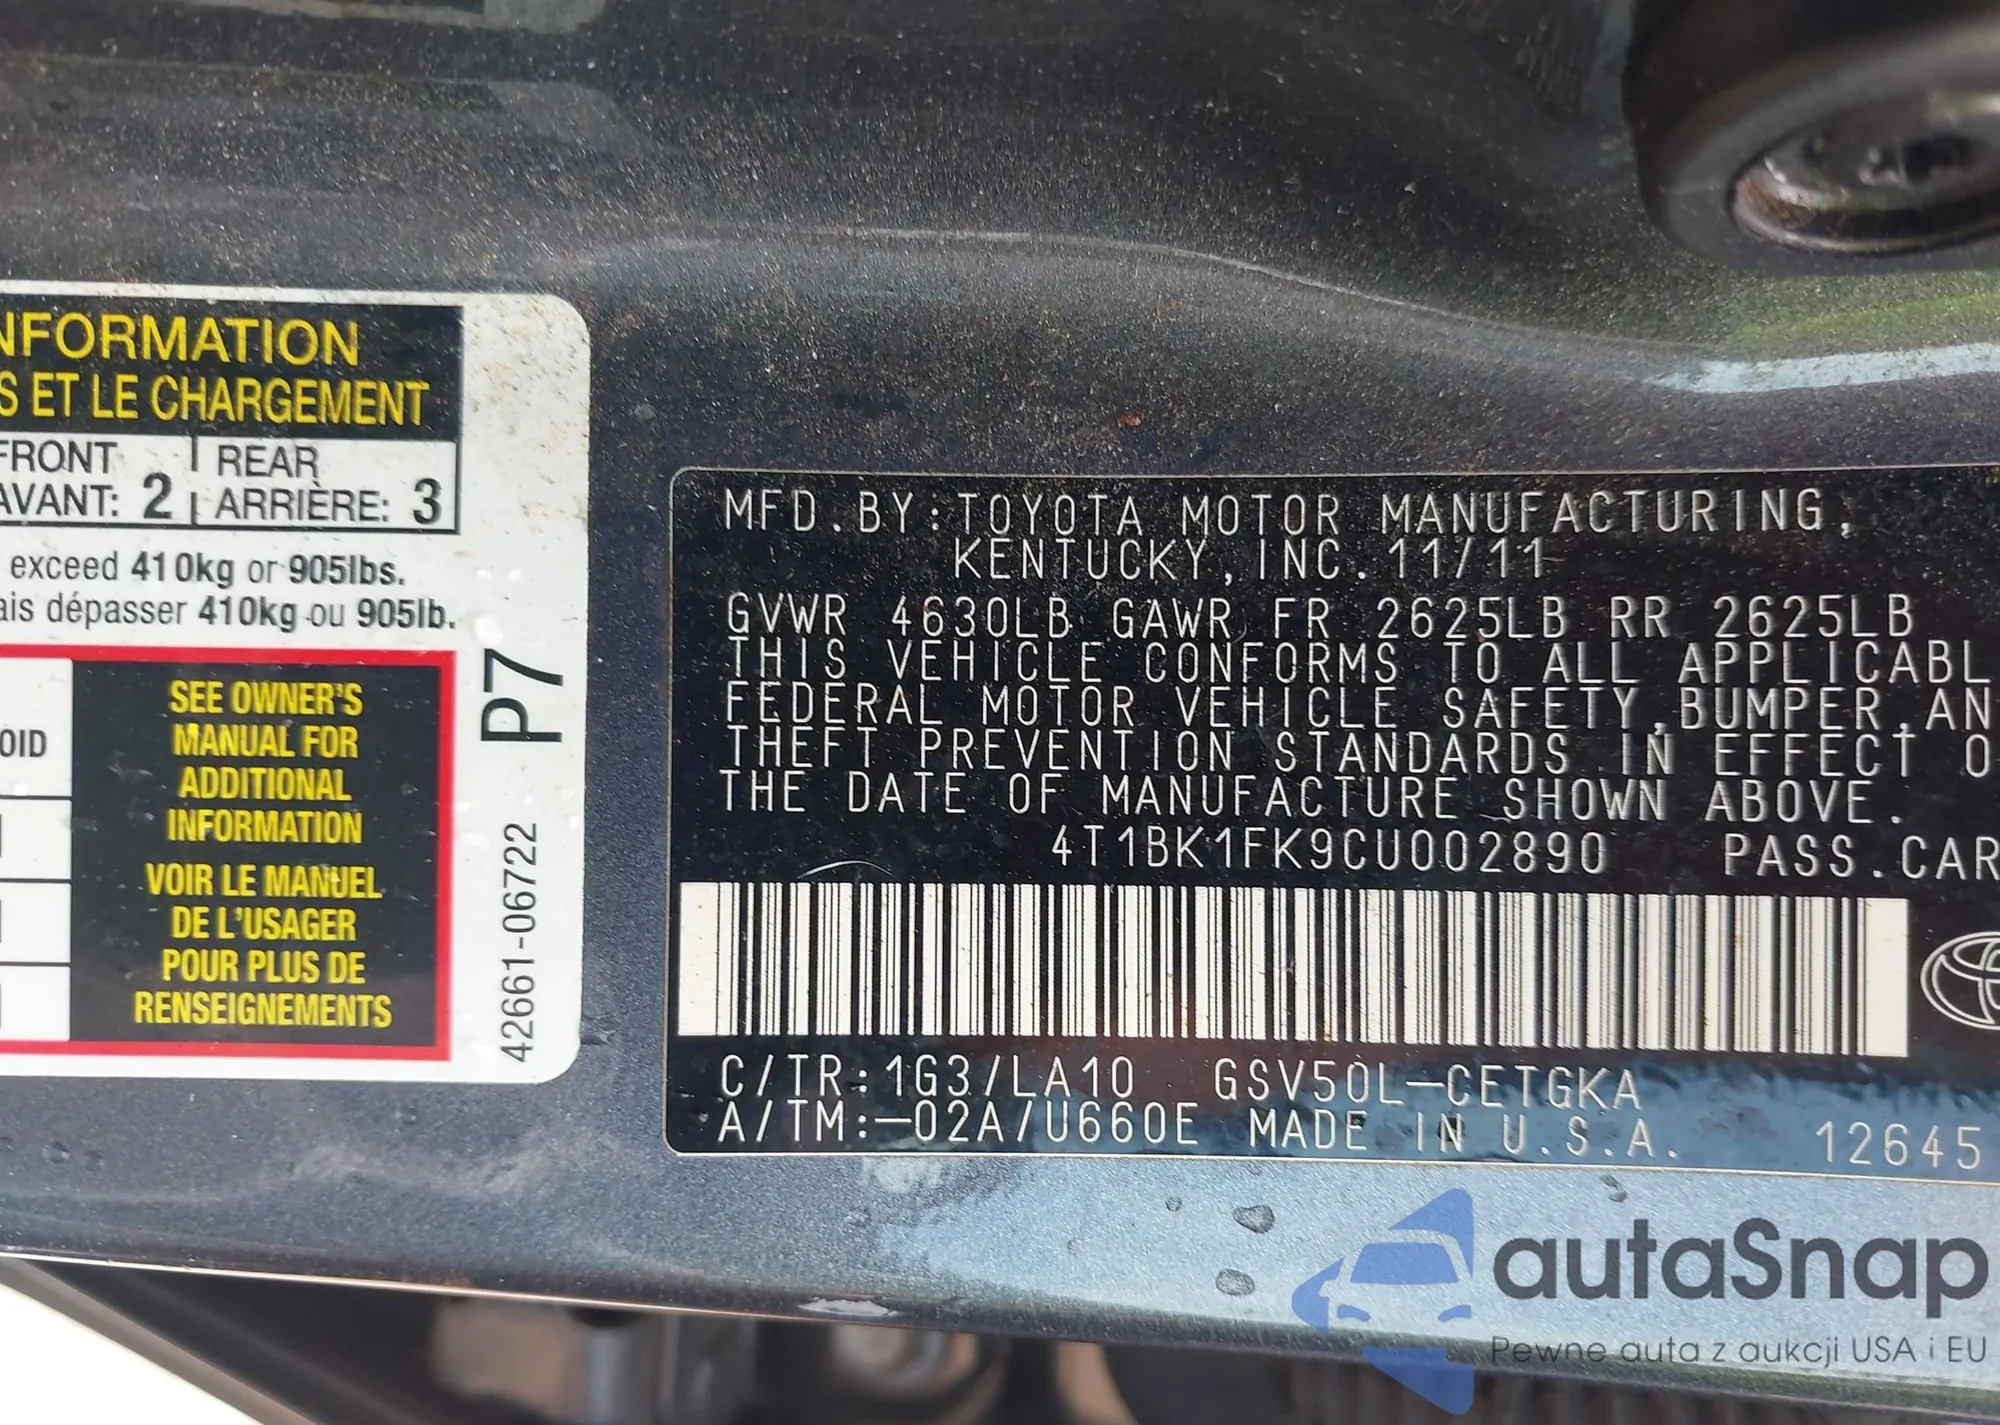 NFORMATION
S ET LE CHARGEMENT
FRONT REAR
AVANT: 2 ARRIÈRE: 3
exceed 410kg or 905lbs.
ais dépasser 410kg ou 905lb.
OID
SEE OWNER'S
MANUAL FOR
ADDITIONAL
INFORMATION
VOIR LE MANUEL
DE L'USAGER
POUR PLUS DE
RENSEIGNEMENTS
P7
42661-06722
MFD.BY:TOYOTA MOTOR MANUFACTURING,
KENTUCKY,INC.11/11
GVWR 4630LB GAWR FR 2625LB RR 2625LB
THIS VEHICLE CONFORMS TO ALL APPLICABL
FEDERAL MOTOR VEHICLE SAFETY,BUMPER,AN
THEFT PREVENTION STANDARDS IN EFFECT O
THE DATE OF MANUFACTURE SHOWN ABOVE.
4T1BK1FK9CU002890 PASS.CAR
C/TR:1G3/LA10 GSV50L-CETGKA
A/TM:-02A/U660E MADE IN U.S.A. 12645
autaSnap
Pewne auta z aukcji USA i EU